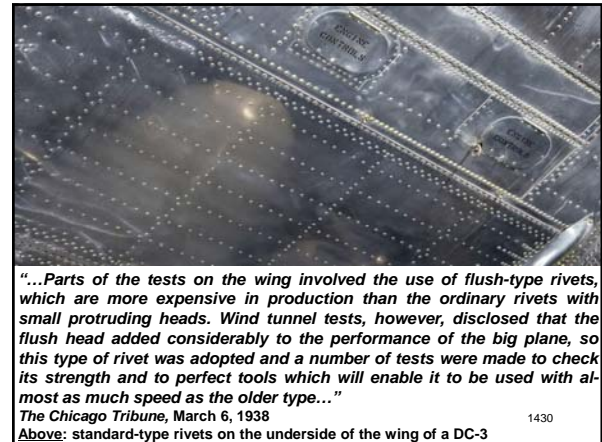 ENGINE
CONTROLS
ENGINE
CONTROLS
“…Parts of the tests on the wing involved the use of flush-type rivets,
which are more expensive in production than the ordinary rivets with
small protruding heads. Wind tunnel tests, however, disclosed that the
flush head added considerably to the performance of the big plane, so
this type of rivet was adopted and a number of tests were made to check
its strength and to perfect tools which will enable it to be used with al-
most as much speed as the older type…”
The Chicago Tribune, March 6, 1938
1430
Above: standard-type rivets on the underside of the wing of a DC-3